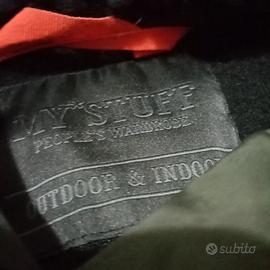 MY STUFF
PEOPLE'S WARDROBE
OUTDOOR & INDOOR
subito